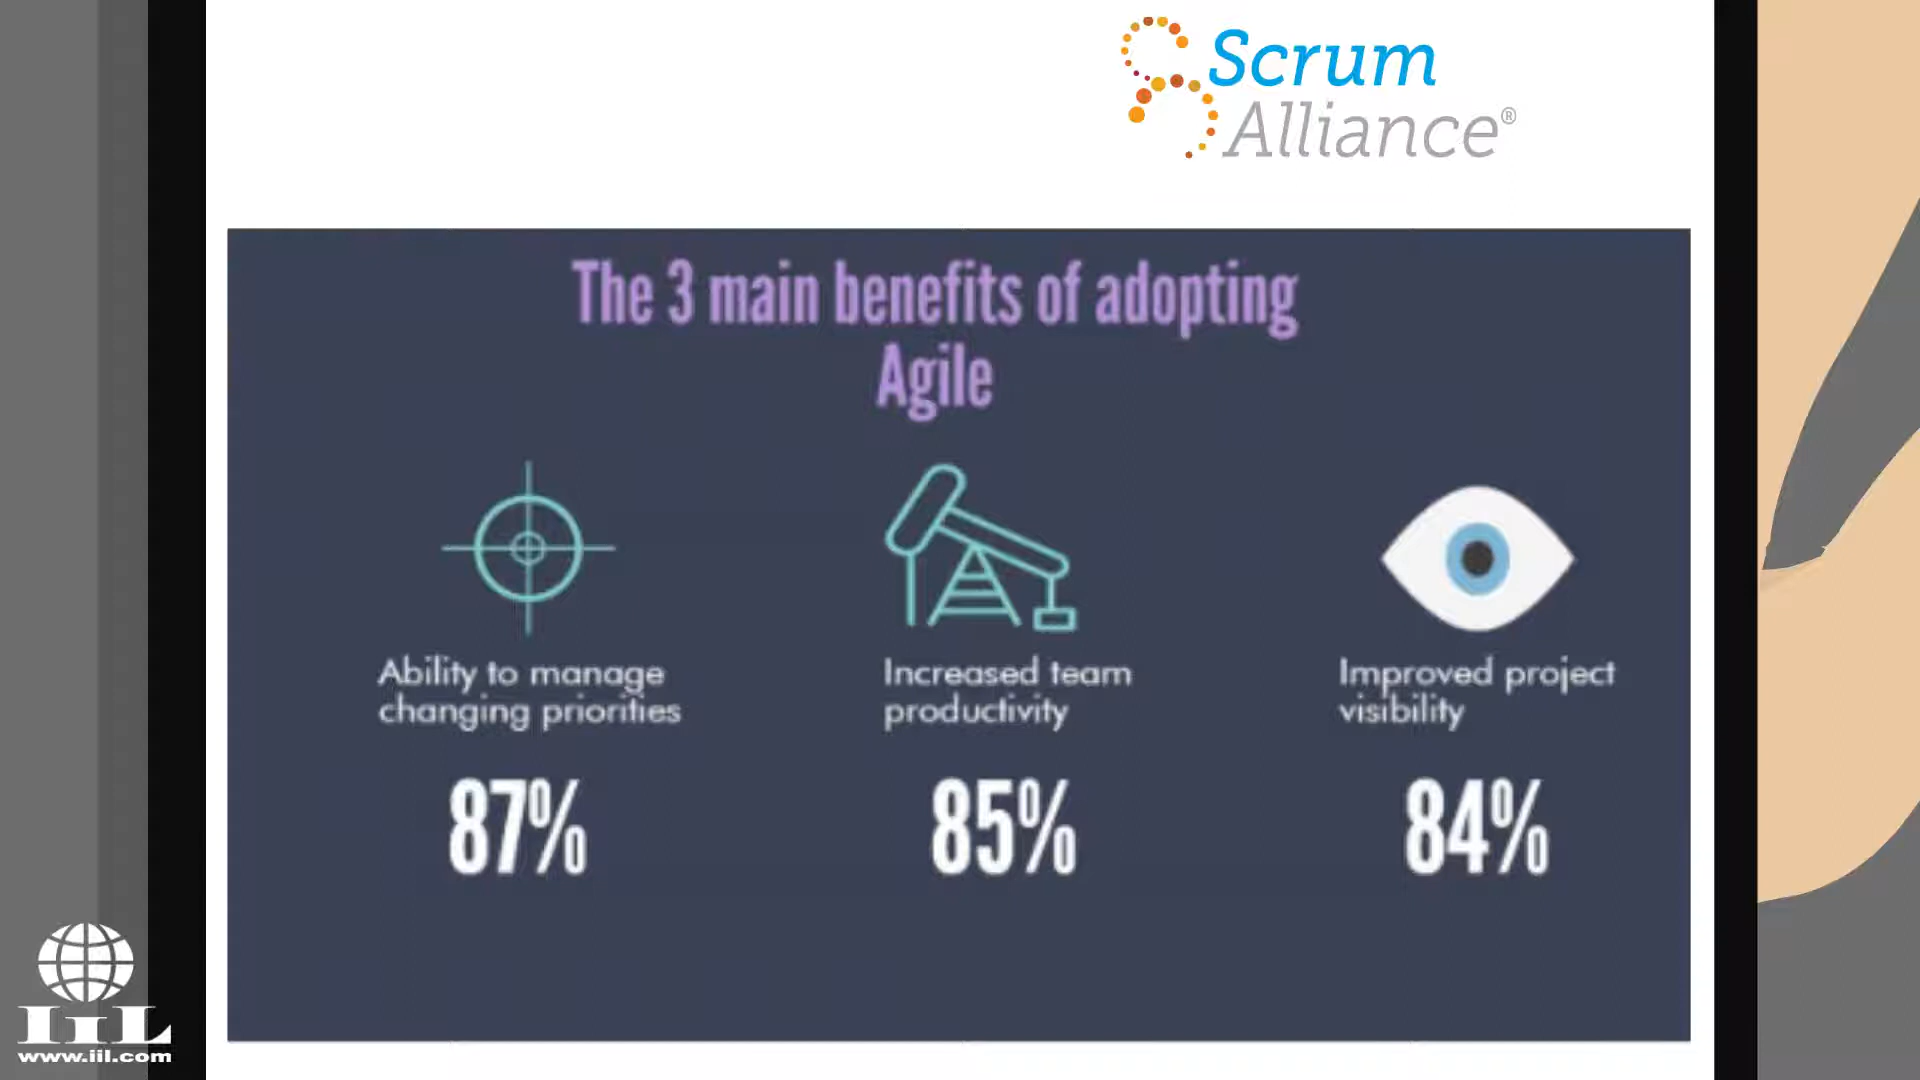 Scrum
Alliance®
The 3 main benefits of adopting
Agile
Ability to manage
changing priorities
87%
Increased team
productivity
85%
Improved project
visibility
84%
IiL
www.iil.com